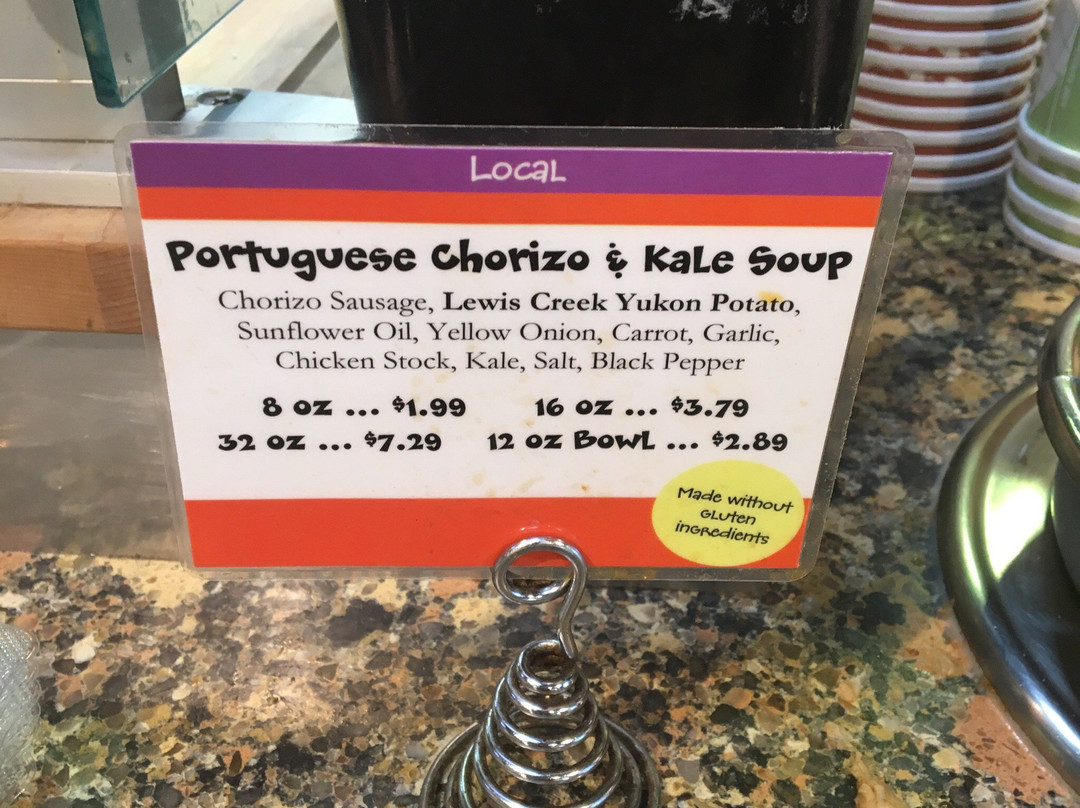 Local
Portuguese Chorizo & Kale Soup
Chorizo Sausage, Lewis Creek Yukon Potato,
Sunflower Oil, Yellow Onion, Carrot, Garlic,
Chicken Stock, Kale, Salt, Black Pepper
8 oz ... $1.99 16 oz ... $3.79
32 oz ... $7.29 12 oz Bowl ... $2.89
Made without
Gluten
ingredients